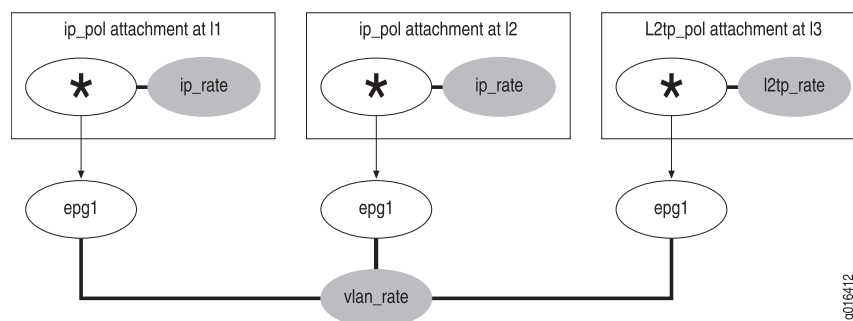 ip_pol attachment at l1
ip_pol attachment at l2
L2tp_pol attachment at l3
* ip_rate
* ip_rate
* l2tp_rate
epg1
epg1
epg1
vlan_rate
g016412